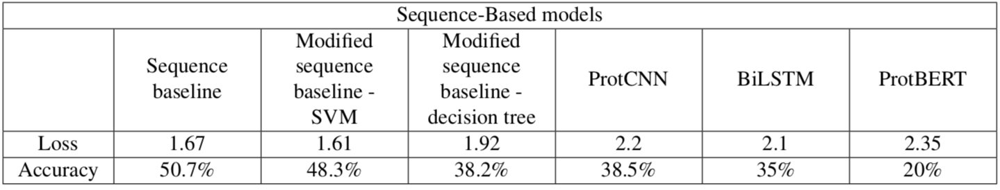 Sequence-Based models
Sequence baseline | Modified sequence baseline - SVM | Modified sequence baseline - decision tree | ProtCNN | BiLSTM | ProtBERT
Loss | 1.67 | 1.61 | 1.92 | 2.2 | 2.1 | 2.35
Accuracy | 50.7% | 48.3% | 38.2% | 38.5% | 35% | 20%